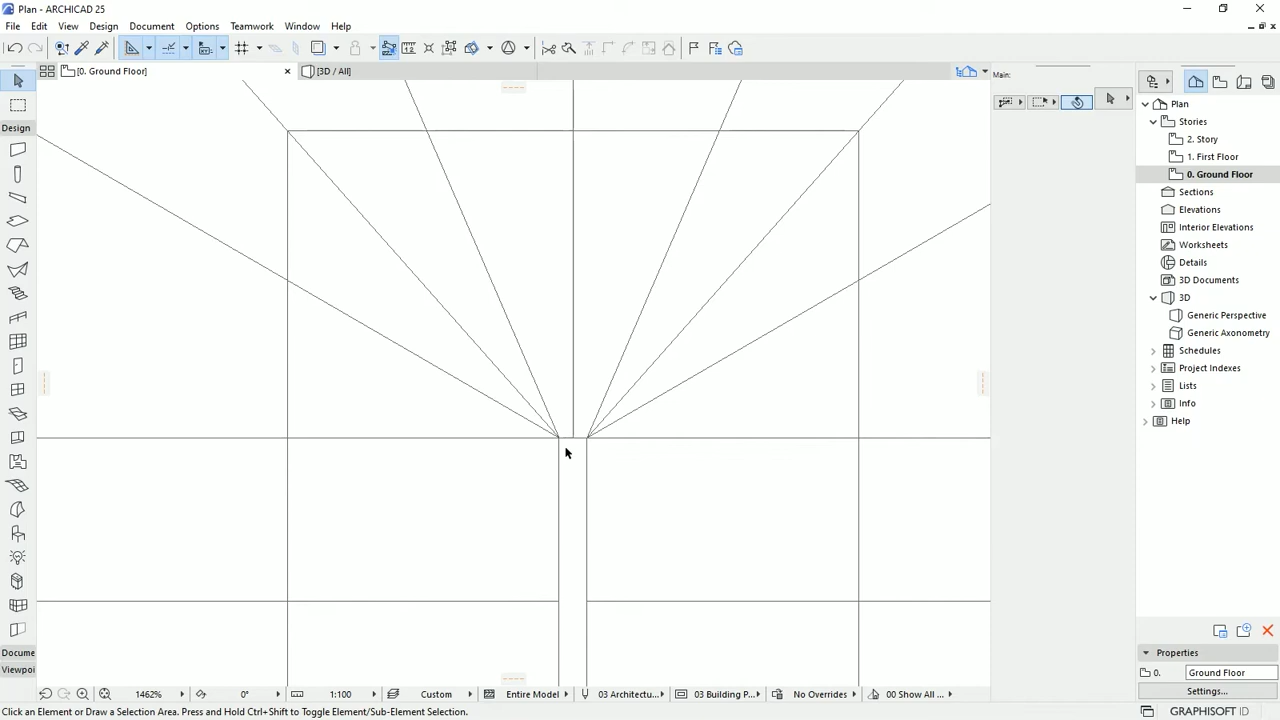 Plan - ARCHICAD 25
File Edit View Design Document Options Teamwork Window Help
[0. Ground Floor]
[3D / All]
Main:
Design
Docume
Viewpoi
Plan
Stories
2. Story
1. First Floor
0. Ground Floor
Sections
Elevations
Interior Elevations
Worksheets
Details
3D Documents
3D
Generic Perspective
Generic Axonometry
Schedules
Project Indexes
Lists
Info
Help
Properties
0. Ground Floor
Settings...
1462% 0° 1:100 Custom Entire Model 03 Architectu... 03 Building P... No Overrides 00 Show All ...
Click an Element or Draw a Selection Area. Press and Hold Ctrl+Shift to Toggle Element/Sub-Element Selection.
GRAPHISOFT ID